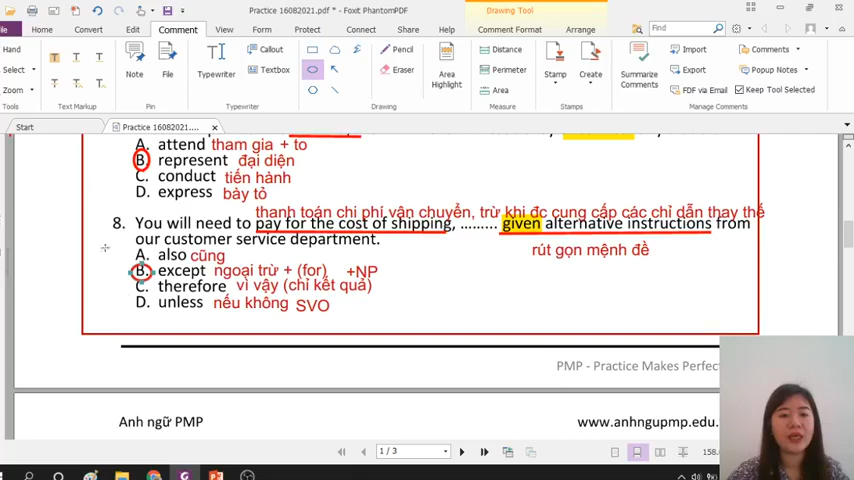 Practice 16082021.pdf * - Foxit PhantomPDF
Drawing Tool
Home Convert Edit Comment View Form Protect Share Connect Help Comment Format Arrange
Find
Hand
Select
Zoom
Tools
Note
File
Typewriter
Callout
Textbox
Pencil
Eraser
Area
Highlight
Distance
Perimeter
Area
Stamp
Create
Summarize
Comments
Import
Export
FDF via Email
Comments
Popup Notes
Keep Tool Selected
Text Markup
Pin
Typewriter
Drawing
Measure
Stamps
Manage Comments
Start
Practice 16082021....
A. attend tham gia + to
B. represent đại diện
C. conduct tiến hành
D. express bày tỏ
thanh toán chi phí vân chuyển, trừ khi đc cung cấp các chỉ dẫn thay thế
8. You will need to pay for the cost of shipping, ......... given alternative instructions from
our customer service department.
rút gọn mệnh đề
A. also cũng
B. except ngoại trừ + (for) +NP
C. therefore vì vậy (chỉ kết quả)
D. unless nếu không SVO
PMP - Practice Makes Perfec
Anh ngữ PMP
www.anhngupmp.edu.
1 / 3
158.